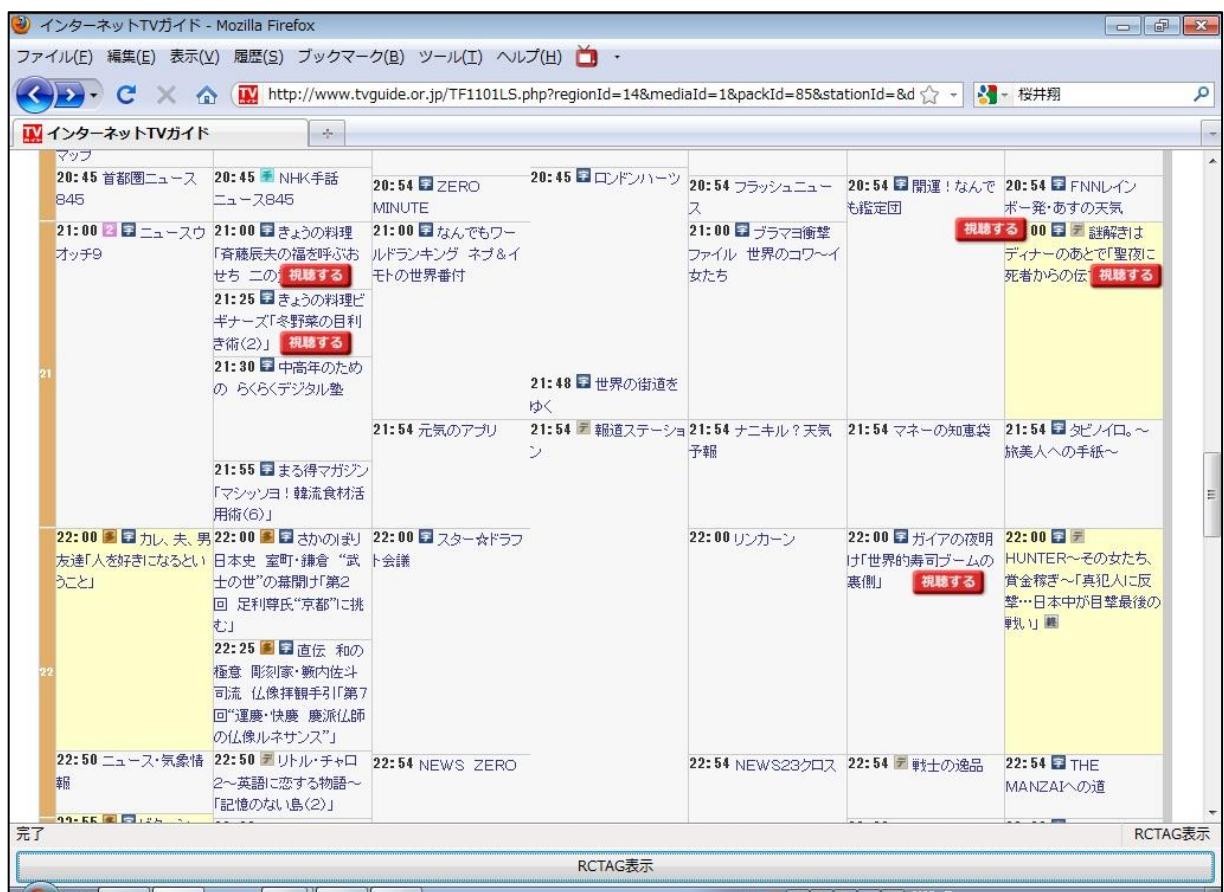 インターネットTVガイド - Mozilla Firefox
ファイル(F) 編集(E) 表示(V) 履歴(S) ブックマーク(B) ツール(T) ヘルプ(H)
http://www.tvguide.or.jp/TF1101LS.php?regionId=14&mediaId=1&packId=85&stationId=&d
桜井翔
インターネットTVガイド
マップ
20:45 首都圏ニュース
845
21:00 2 字 ニュースウ
オッチ9
21
22:00 多 字 カレ、夫、男
友達「人を好きになるとい
うこと」
22
22:50 ニュース・気象情
報
20:45 手 NHK手話
ニュース845
21:00 字 きょうの料理
「斉藤辰夫の福を呼ぶお
せち 二の
視聴する
21:25 字 きょうの料理ビ
ギナーズ「冬野菜の目利
き術(2)」 視聴する
21:30 字 中高年のため
の らくらくデジタル塾
21:55 字 まる得マガジン
「マシッソヨ!韓流食材活
用術(6)」
22:00 多 字 さかのぼり
日本史 室町・鎌倉 “武
士の世”の幕開け「第2
回 足利尊氏“京都”に挑
む」
22:25 多 字 直伝 和の
極意 彫刻家・籔内佐斗
司流 仏像拝観手引「第7
回“運慶・快慶 慶派仏師
の仏像ルネサンス”」
22:50 デ リトル・チャロ
2~英語に恋する物語~
「記憶のない島(2)」
20:54 字 ZERO
MINUTE
21:00 字 なんでもワー
ルドランキング ネプ&イ
モトの世界番付
21:54 元気のアプリ
22:00 字 スター☆ドラフ
ト会議
22:54 NEWS ZERO
20:45 字 ロンドンハーツ
21:48 字 世界の街道を
ゆく
21:54 デ 報道ステーショ
ン
20:54 フラッシュニュー
ス
21:00 字 ブラマヨ衝撃
ファイル 世界のコワ~イ
女たち
21:54 ナニキル?天気
予報
22:00 リンカーン
22:54 NEWS23クロス
20:54 字 開運!なんで
も鑑定団
視聴する
21:54 マネーの知恵袋
22:00 字 ガイアの夜明
け「世界的寿司ブームの
裏側」 視聴する
22:54 デ 戦士の逸品
20:54 字 FNNレイン
ボー発・あすの天気
00 字 デ 謎解きは
ディナーのあとで「聖夜に
死者からの伝
視聴する
21:54 字 タビノイロ。~
旅美人への手紙~
22:00 字 デ
HUNTER~その女たち、
賞金稼ぎ~「真犯人に反
撃…日本中が目撃最後の
戦い」 終
22:54 字 THE
MANZAIへの道
完了
RCTAG表示
RCTAG表示